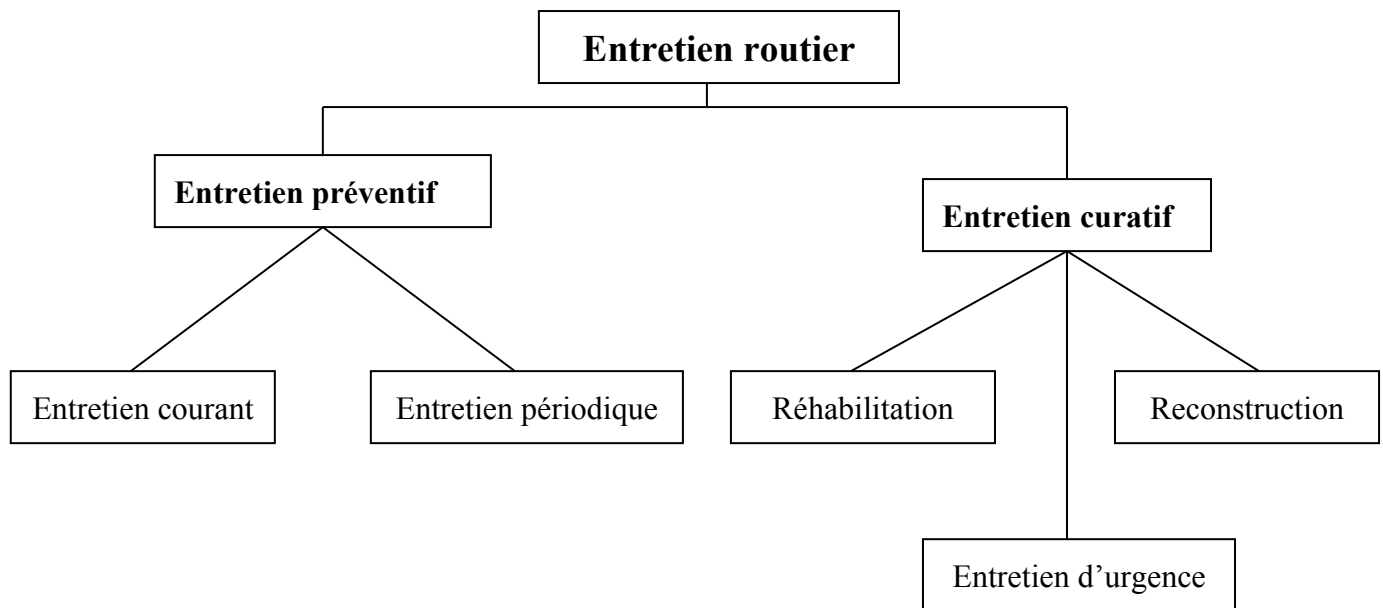 Entretien routier
Entretien préventif
Entretien curatif
Entretien courant
Entretien périodique
Réhabilitation
Reconstruction
Entretien d’urgence